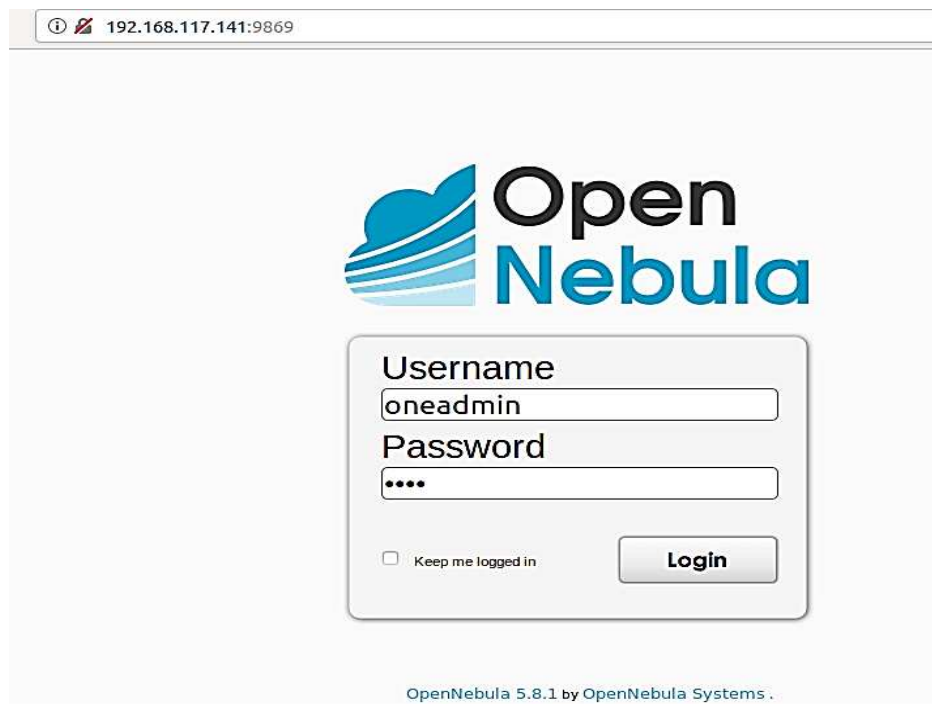 192.168.117.141:9869
Open
Nebula
Username
oneadmin
Password
••••
Keep me logged in
Login
OpenNebula 5.8.1 by OpenNebula Systems .